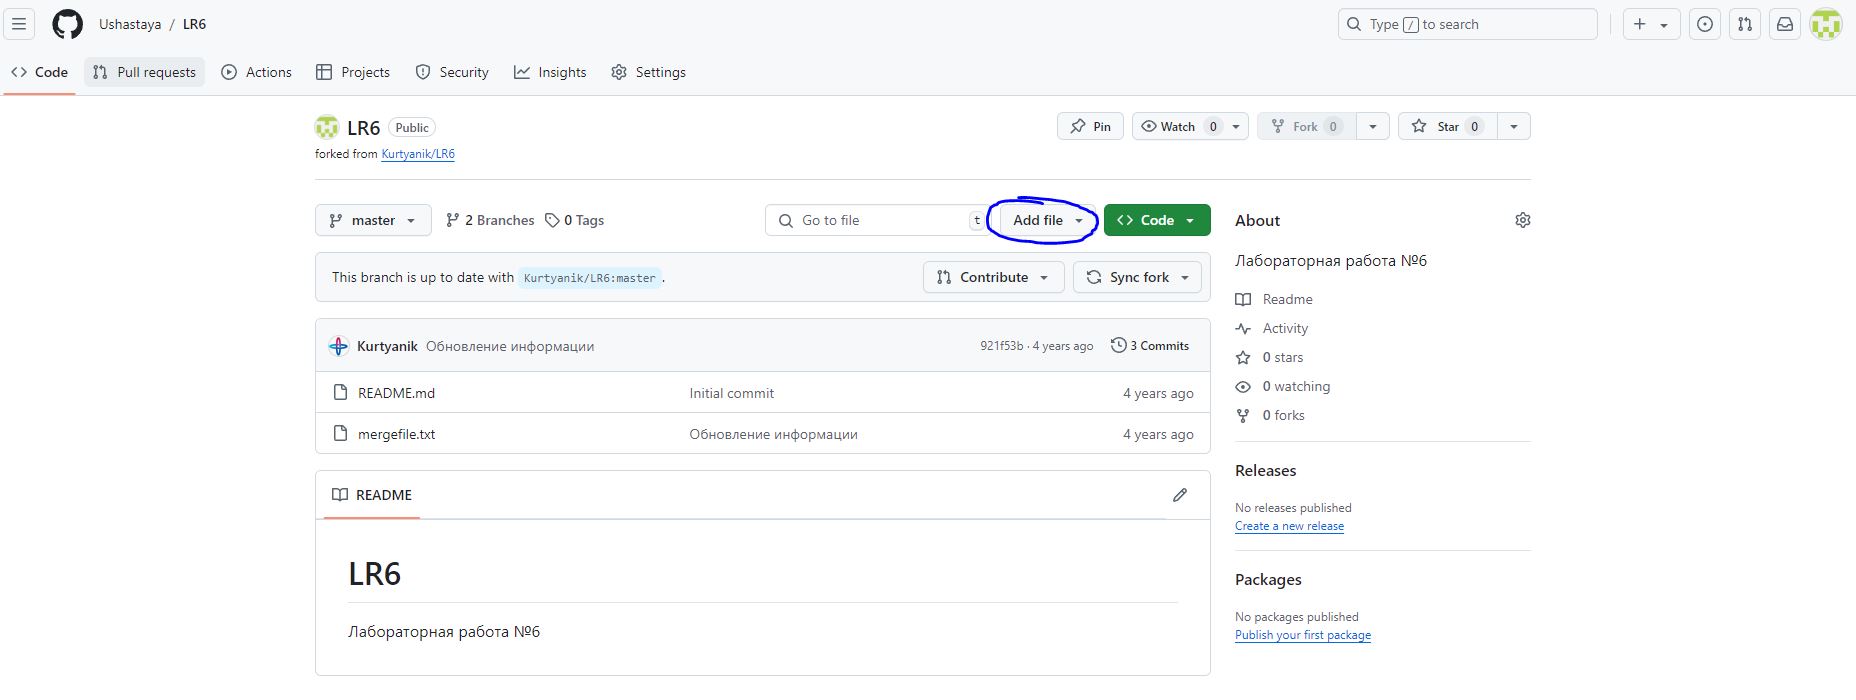 Ushastaya / LR6
Type / to search
Code Pull requests Actions Projects Security Insights Settings
LR6 Public
Pin Watch 0 Fork 0 Star 0
forked from Kurtyanik/LR6
master 2 Branches 0 Tags Go to file t Add file Code
This branch is up to date with Kurtyanik/LR6:master . Contribute Sync fork
Kurtyanik Обновление информации 921f53b · 4 years ago 3 Commits
README.md Initial commit 4 years ago
mergefile.txt Обновление информации 4 years ago
README
LR6
Лабораторная работа №6
About
Лабораторная работа №6
Readme
Activity
0 stars
0 watching
0 forks
Releases
No releases published
Create a new release
Packages
No packages published
Publish your first package